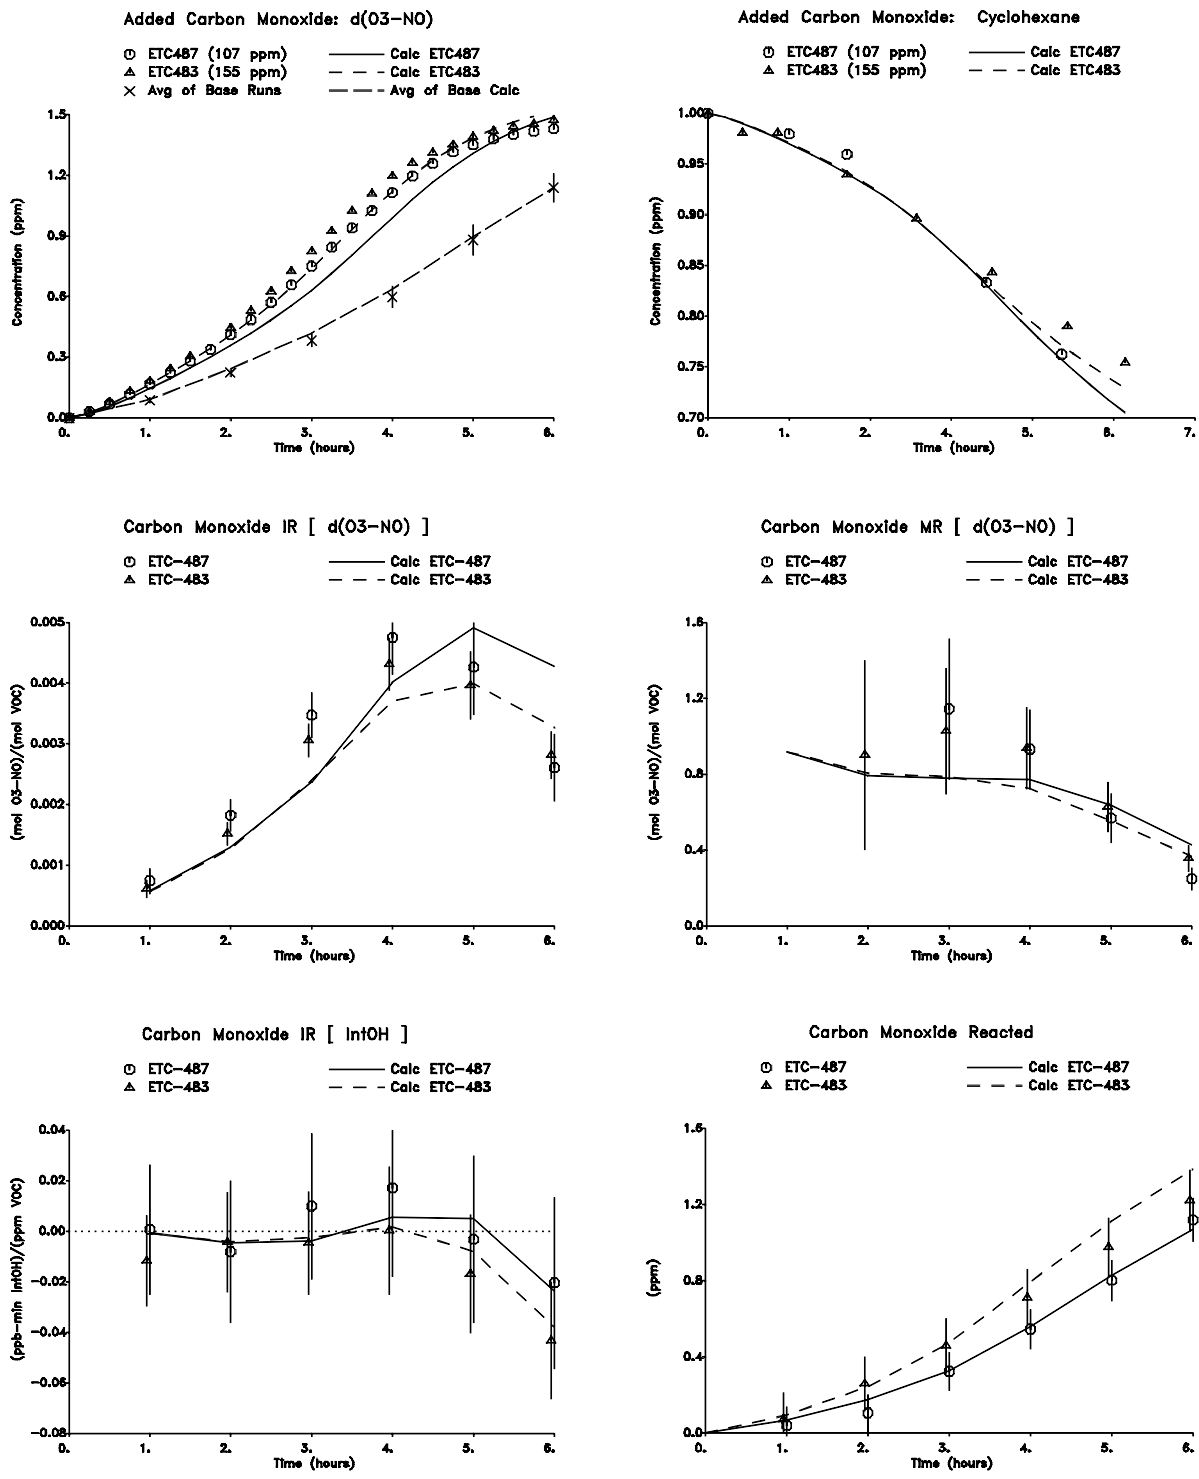 Added Carbon Monoxide: d(O3-NO)
ETC487 (107 ppm) Calc ETC487
ETC483 (155 ppm) Calc ETC483
Avg of Base Runs Avg of Base Calc
1.5
1.2
0.9
0.6
0.3
0.0
Concentration (ppm)
0. 1. 2. 3. 4. 5. 6.
Time (hours)
Added Carbon Monoxide: Cyclohexane
ETC487 (107 ppm) Calc ETC487
ETC483 (155 ppm) Calc ETC483
1.00
0.95
0.90
0.85
0.80
0.75
0.70
Concentration (ppm)
0. 1. 2. 3. 4. 5. 6. 7.
Time (hours)
Carbon Monoxide IR [ d(O3-NO) ]
ETC-487 Calc ETC-487
ETC-483 Calc ETC-483
0.005
0.004
0.003
0.002
0.001
0.000
(mol O3-NO)/(mol VOC)
0. 1. 2. 3. 4. 5. 6.
Time (hours)
Carbon Monoxide MR [ d(O3-NO) ]
ETC-487 Calc ETC-487
ETC-483 Calc ETC-483
1.6
1.2
0.8
0.4
0.0
(mol O3-NO)/(mol VOC)
0. 1. 2. 3. 4. 5. 6.
Time (hours)
Carbon Monoxide IR [ IntOH ]
ETC-487 Calc ETC-487
ETC-483 Calc ETC-483
0.04
0.02
0.00
-0.02
-0.04
-0.06
-0.08
(ppb-min IntOH)/(ppm VOC)
0. 1. 2. 3. 4. 5. 6.
Time (hours)
Carbon Monoxide Reacted
ETC-487 Calc ETC-487
ETC-483 Calc ETC-483
1.6
1.2
0.8
0.4
0.0
(ppm)
0. 1. 2. 3. 4. 5. 6.
Time (hours)